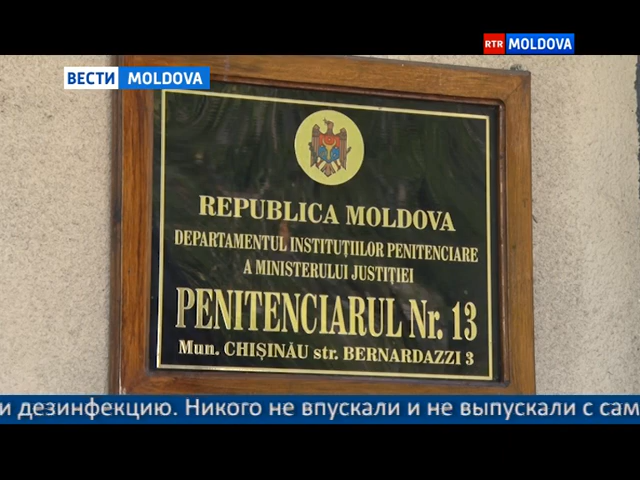 RTR MOLDOVA
ВЕСТИ MOLDOVA
REPUBLICA MOLDOVA
DEPARTAMENTUL INSTITUȚIILOR PENITENCIARE
A MINISTERULUI JUSTIȚIEI
PENITENCIARUL Nr. 13
Mun. CHIȘINĂU str. BERNARDAZZI 3
и дезинфекцию. Никого не впускали и не выпускали с сам